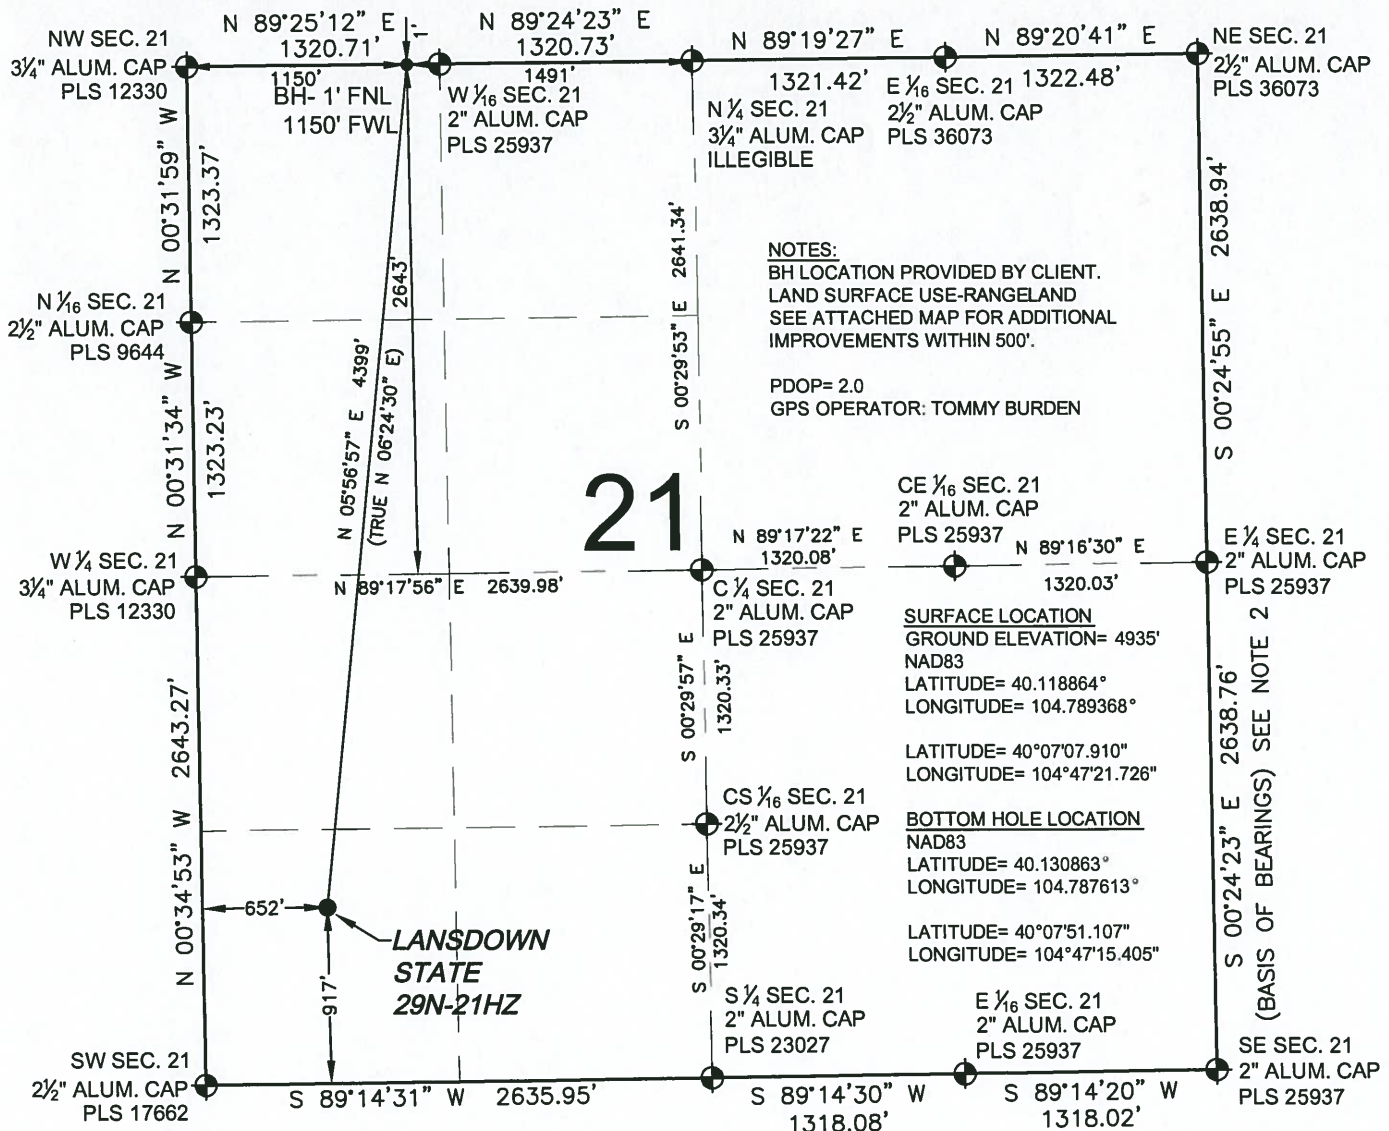 N 89°25'12" E
1320.71'
1'
N 89°24'23" E
1320.73'
N 89°19'27" E
1321.42'
N 89°20'41" E
1322.48'
NW SEC. 21
3¼" ALUM. CAP
PLS 12330
1150'
BH- 1' FNL
1150' FWL
1491'
W 1/16 SEC. 21
2" ALUM. CAP
PLS 25937
N ¼ SEC. 21
3¼" ALUM. CAP
ILLEGIBLE
E 1/16 SEC. 21
2½" ALUM. CAP
PLS 36073
NE SEC. 21
2½" ALUM. CAP
PLS 36073
N 00°31'59" W
1323.37'
N 1/16 SEC. 21
2½" ALUM. CAP
PLS 9644
N 00°31'34" W
1323.23'
2643'
N 05°56'57" E 4399'
(TRUE N 06°24'30" E)
S 00°29'53" E 2641.34'
NOTES:
BH LOCATION PROVIDED BY CLIENT.
LAND SURFACE USE-RANGELAND
SEE ATTACHED MAP FOR ADDITIONAL
IMPROVEMENTS WITHIN 500'.
PDOP= 2.0
GPS OPERATOR: TOMMY BURDEN
S 00°24'55" E 2638.94'
21
W ¼ SEC. 21
3¼" ALUM. CAP
PLS 12330
N 89°17'56" E 2639.98'
N 89°17'22" E
1320.08'
CE 1/16 SEC. 21
2" ALUM. CAP
PLS 25937
N 89°16'30" E
1320.03'
E ¼ SEC. 21
2" ALUM. CAP
PLS 25937
C ¼ SEC. 21
2" ALUM. CAP
PLS 25937
SURFACE LOCATION
GROUND ELEVATION= 4935'
NAD83
LATITUDE= 40.118864°
LONGITUDE= 104.789368°
LATITUDE= 40°07'07.910"
LONGITUDE= 104°47'21.726"
BOTTOM HOLE LOCATION
NAD83
LATITUDE= 40.130863°
LONGITUDE= 104.787613°
LATITUDE= 40°07'51.107"
LONGITUDE= 104°47'15.405"
N 00°34'53" W 2643.27'
S 00°29'57" E
1320.33'
CS 1/16 SEC. 21
2½" ALUM. CAP
PLS 25937
S 00°29'17" E
1320.34'
S 00°24'23" E 2638.76'
(BASIS OF BEARINGS) SEE NOTE 2
652'
917'
LANSDOWN
STATE
29N-21HZ
SW SEC. 21
2½" ALUM. CAP
PLS 17662
S 89°14'31" W 2635.95'
S ¼ SEC. 21
2" ALUM. CAP
PLS 23027
S 89°14'30" W
1318.08'
E 1/16 SEC. 21
2" ALUM. CAP
PLS 25937
S 89°14'20" W
1318.02'
SE SEC. 21
2" ALUM. CAP
PLS 25937